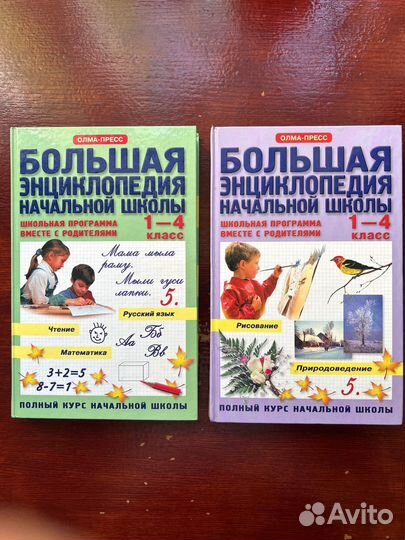 ОЛМА-ПРЕСС
БОЛЬШАЯ
ЭНЦИКЛОПЕДИЯ
НАЧАЛЬНОЙ ШКОЛЫ
ШКОЛЬНАЯ ПРОГРАММА
ВМЕСТЕ С РОДИТЕЛЯМИ
1—4
КЛАСС
Мама мыла
раму.
Мыли гуси
лапки.
5.
Русский язык
Чтение
Аа Бб
Вв
Математика
3+2=5
8-7=1
ПОЛНЫЙ КУРС НАЧАЛЬНОЙ ШКОЛЫ
ОЛМА-ПРЕСС
БОЛЬШАЯ
ЭНЦИКЛОПЕДИЯ
НАЧАЛЬНОЙ ШКОЛЫ
ШКОЛЬНАЯ ПРОГРАММА
ВМЕСТЕ С РОДИТЕЛЯМИ
1—4
КЛАСС
Рисование
Природоведение
5.
ПОЛНЫЙ КУРС НАЧАЛЬНОЙ ШКОЛЫ
Avito